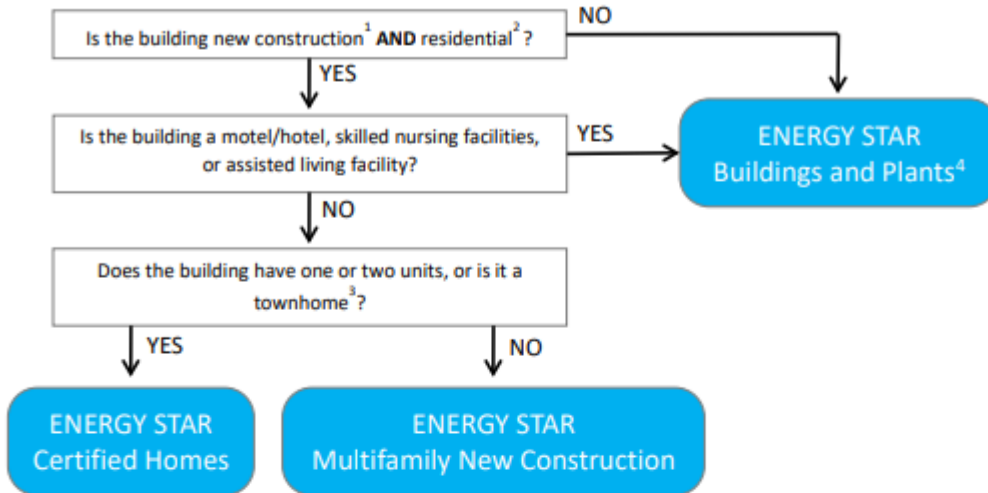 Is the building new construction¹ AND residential² ?
NO
YES
Is the building a motel/hotel, skilled nursing facilities,
or assisted living facility?
YES
ENERGY STAR
Buildings and Plants⁴
NO
Does the building have one or two units, or is it a
townhome³?
YES
NO
ENERGY STAR
Certified Homes
ENERGY STAR
Multifamily New Construction